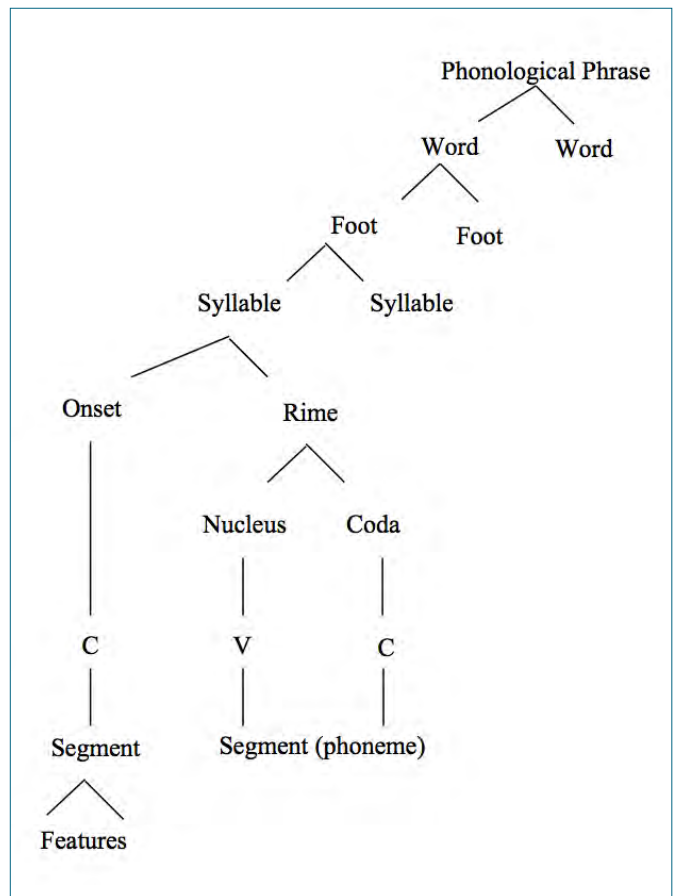 Phonological Phrase
Word Word
Foot Foot
Syllable Syllable
Onset Rime
Nucleus Coda
C V C
Segment Segment (phoneme)
Features